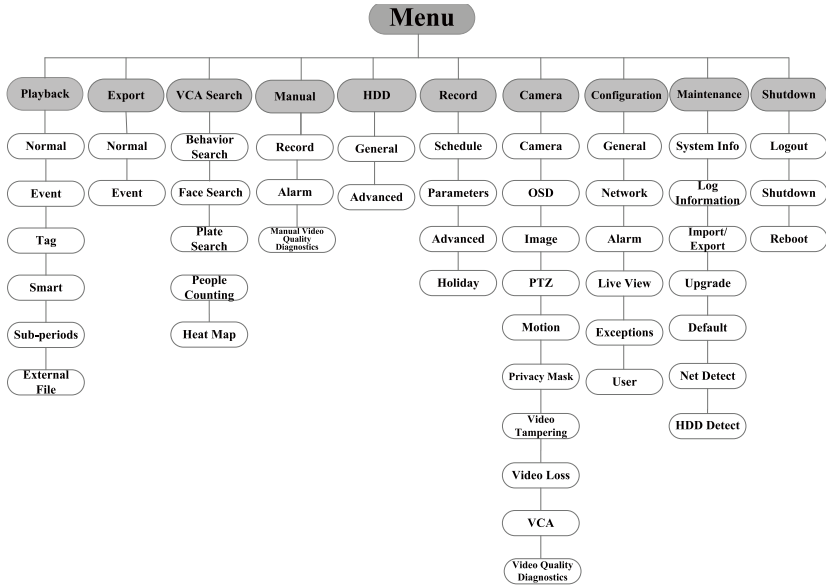 Menu
Playback
Export
VCA Search
Manual
HDD
Record
Camera
Configuration
Maintenance
Shutdown
Normal
Event
Tag
Smart
Sub-periods
External
File
Normal
Event
Behavior
Search
Face Search
Plate
Search
People
Counting
Heat Map
Record
Alarm
Manual Video
Quality
Diagnostics
General
Advanced
Schedule
Parameters
Advanced
Holiday
Camera
OSD
Image
PTZ
Motion
Privacy Mask
Video
Tampering
Video Loss
VCA
Video Quality
Diagnostics
General
Network
Alarm
Live View
Exceptions
User
System Info
Log
Information
Import/
Export
Upgrade
Default
Net Detect
HDD Detect
Logout
Shutdown
Reboot